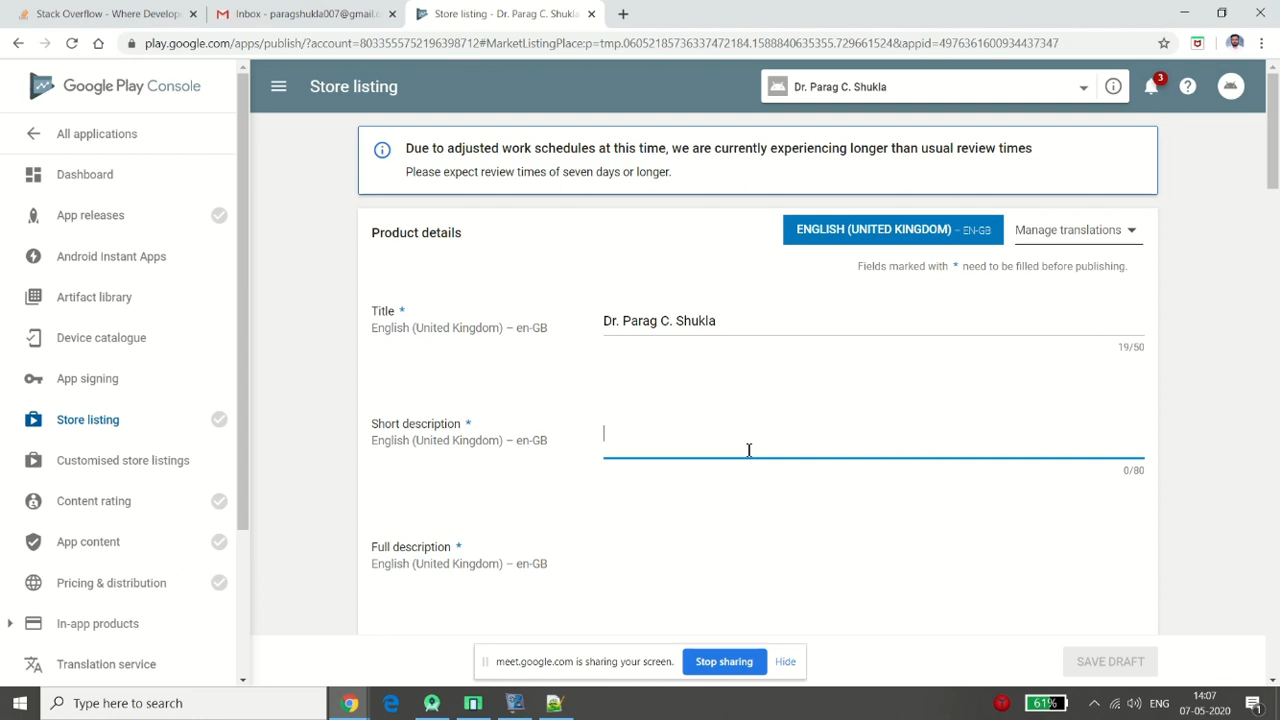 Stack Overflow - Where Develop
Inbox - paragshukla007@gmail.c
Store listing - Dr. Parag C. Shukla
play.google.com/apps/publish/?account=8033555752196398712#MarketListingPlace:p=tmp.06052185736337472184.1588840635355.729661524&appid=4976361600934437347
Google Play Console
Store listing
Dr. Parag C. Shukla
3
All applications
Dashboard
App releases
Android Instant Apps
Artifact library
Device catalogue
App signing
Store listing
Customised store listings
Content rating
App content
Pricing & distribution
In-app products
Translation service
Due to adjusted work schedules at this time, we are currently experiencing longer than usual review times
Please expect review times of seven days or longer.
Product details
ENGLISH (UNITED KINGDOM) – EN-GB
Manage translations
Fields marked with * need to be filled before publishing.
Title *
English (United Kingdom) – en-GB
Dr. Parag C. Shukla
19/50
Short description *
English (United Kingdom) – en-GB
0/80
Full description *
English (United Kingdom) – en-GB
meet.google.com is sharing your screen.
Stop sharing
Hide
SAVE DRAFT
Type here to search
61%
ENG
14:07
07-05-2020
1